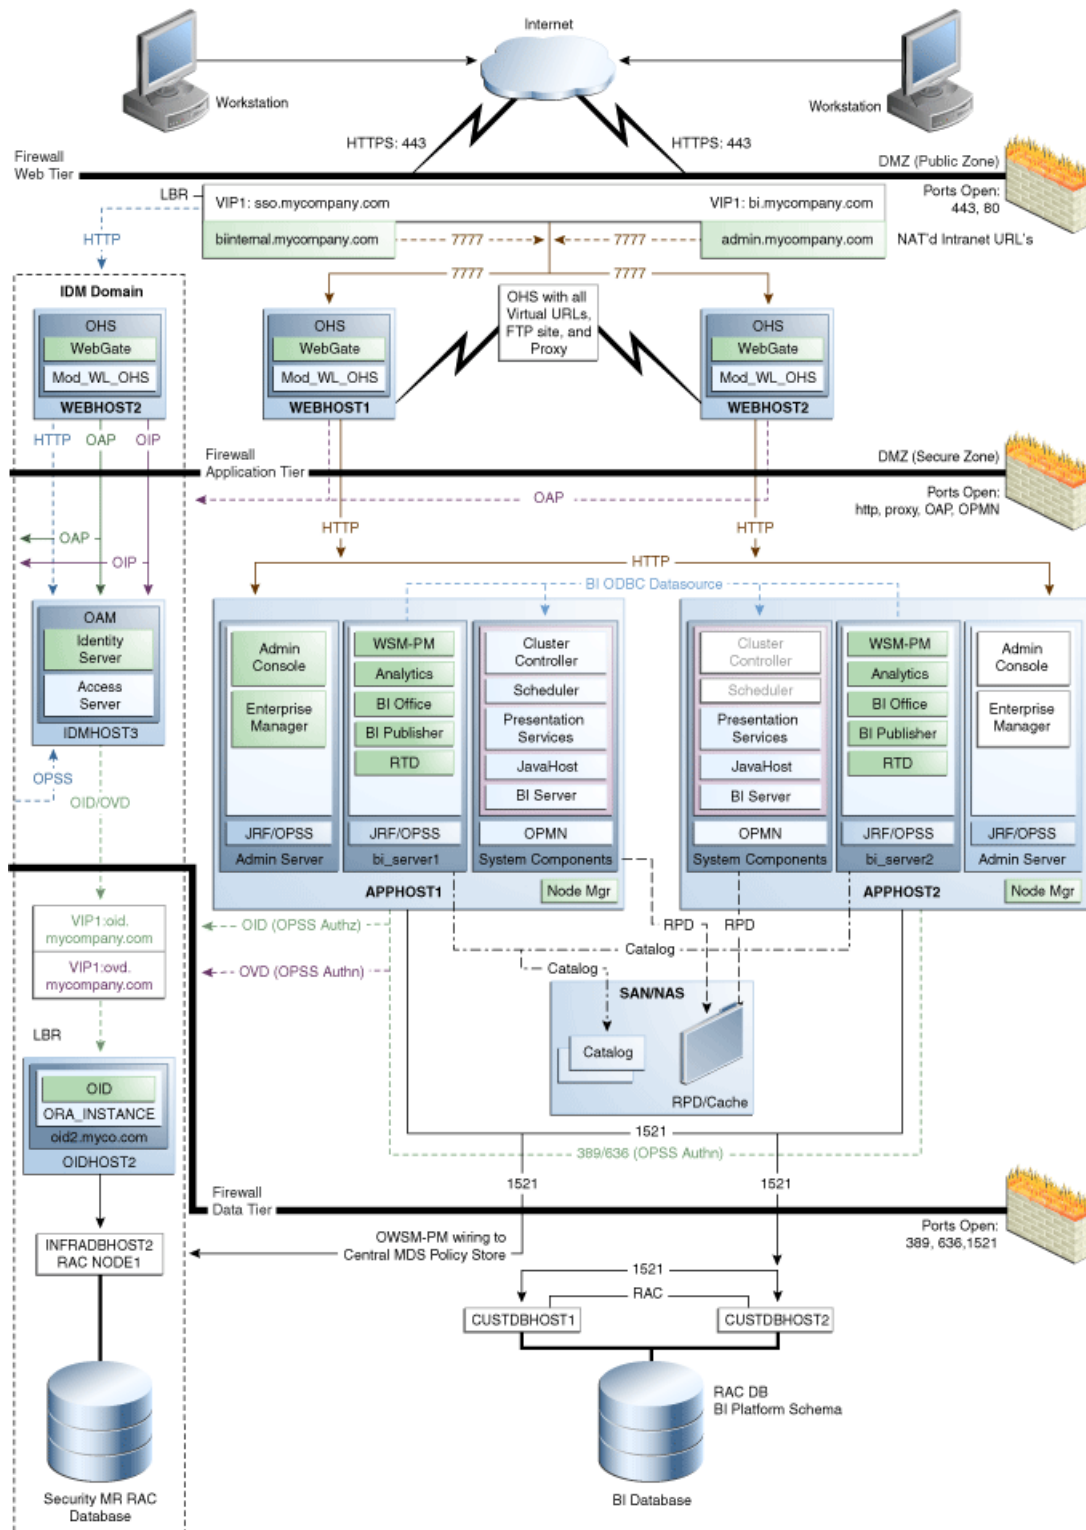 Internet
Workstation
Workstation
HTTPS: 443
HTTPS: 443
Firewall
Web Tier
DMZ (Public Zone)
Ports Open:
443, 80
LBR
VIP1: sso.mycompany.com
VIP1: bi.mycompany.com
HTTP
biinternal.mycompany.com
7777
7777
admin.mycompany.com
NAT'd Intranet URL's
7777
7777
IDM Domain
OHS
WebGate
Mod_WL_OHS
WEBHOST2
OHS
WebGate
Mod_WL_OHS
WEBHOST1
OHS with all
Virtual URLs,
FTP site, and
Proxy
OHS
WebGate
Mod_WL_OHS
WEBHOST2
HTTP
OAP
OIP
Firewall
Application Tier
DMZ (Secure Zone)
Ports Open:
http, proxy, OAP, OPMN
OAP
HTTP
HTTP
OAP
OIP
HTTP
BI ODBC Datasource
OAM
Identity
Server
Access
Server
IDMHOST3
OPSS
OID/OVD
Admin
Console
Enterprise
Manager
JRF/OPSS
Admin Server
WSM-PM
Analytics
BI Office
BI Publisher
RTD
JRF/OPSS
bi_server1
Cluster
Controller
Scheduler
Presentation
Services
JavaHost
BI Server
OPMN
System Components
APPHOST1
Node Mgr
Cluster
Controller
Scheduler
Presentation
Services
JavaHost
BI Server
OPMN
System Components
WSM-PM
Analytics
BI Office
BI Publisher
RTD
JRF/OPSS
bi_server2
Admin
Console
Enterprise
Manager
JRF/OPSS
Admin Server
APPHOST2
Node Mgr
VIP1:oid.
mycompany.com
VIP1:ovd.
mycompany.com
OID (OPSS Authz)
OVD (OPSS Authn)
RPD
RPD
Catalog
Catalog
SAN/NAS
Catalog
RPD/Cache
LBR
OID
ORA_INSTANCE
oid2.myco.com
OIDHOST2
1521
389/636 (OPSS Authn)
1521
1521
Firewall
Data Tier
Ports Open:
389, 636,1521
OWSM-PM wiring to
Central MDS Policy Store
INFRADBHOST2
RAC NODE1
1521
RAC
CUSTDBHOST1
CUSTDBHOST2
RAC DB
BI Platform Schema
Security MR RAC
Database
BI Database